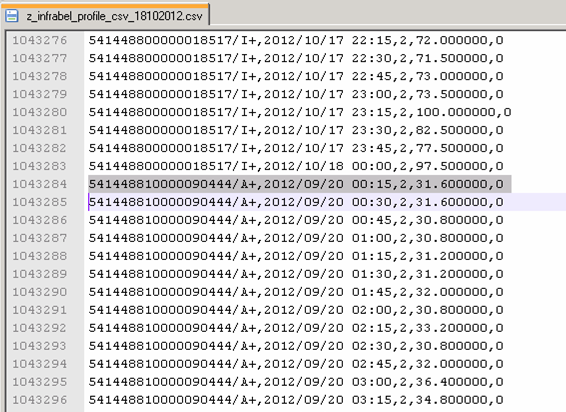 z_infrabel_profile_csv_18102012.csv
1043276 541448800000018517/I+,2012/10/17 22:15,2,72.000000,0
1043277 541448800000018517/I+,2012/10/17 22:30,2,71.500000,0
1043278 541448800000018517/I+,2012/10/17 22:45,2,73.000000,0
1043279 541448800000018517/I+,2012/10/17 23:00,2,73.500000,0
1043280 541448800000018517/I+,2012/10/17 23:15,2,100.000000,0
1043281 541448800000018517/I+,2012/10/17 23:30,2,82.500000,0
1043282 541448800000018517/I+,2012/10/17 23:45,2,77.500000,0
1043283 541448800000018517/I+,2012/10/18 00:00,2,97.500000,0
1043284 541448810000090444/A+,2012/09/20 00:15,2,31.600000,0
1043285 541448810000090444/A+,2012/09/20 00:30,2,31.600000,0
1043286 541448810000090444/A+,2012/09/20 00:45,2,30.800000,0
1043287 541448810000090444/A+,2012/09/20 01:00,2,30.800000,0
1043288 541448810000090444/A+,2012/09/20 01:15,2,31.200000,0
1043289 541448810000090444/A+,2012/09/20 01:30,2,31.200000,0
1043290 541448810000090444/A+,2012/09/20 01:45,2,32.000000,0
1043291 541448810000090444/A+,2012/09/20 02:00,2,30.800000,0
1043292 541448810000090444/A+,2012/09/20 02:15,2,33.200000,0
1043293 541448810000090444/A+,2012/09/20 02:30,2,30.800000,0
1043294 541448810000090444/A+,2012/09/20 02:45,2,32.000000,0
1043295 541448810000090444/A+,2012/09/20 03:00,2,36.400000,0
1043296 541448810000090444/A+,2012/09/20 03:15,2,34.800000,0